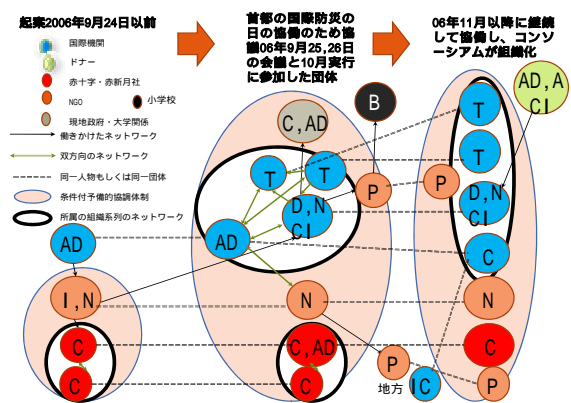 起案2006年9月24日以前
首都の国際防災の
日の協働のため協
議06年9月25,26日
の会議と10月実行
に参加した団体
06年11月以降に継続
して協働し、コンソ
ーシアムが組織化
国際機関
ドナー
赤十字・赤新月社
NGO
小学校
現地政府・大学関係
働きかけたネットワーク
双方向のネットワーク
同一人物もしくは同一団体
条件付予備的協調体制
所属の組織系列のネットワーク
AD
I,N
C
C
C,AD
B
T
T
P
D,N
CI
AD
N
C,AD
C
P
地方
IC
AD,A
CI
T
T
P
D,N
CI
C
N
C
P